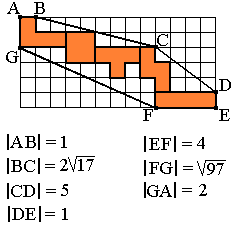 A B
C
G
D
F E
|AB| = 1
|EF| = 4
|BC| = 2√17
|FG| = √97
|CD| = 5
|GA| = 2
|DE| = 1